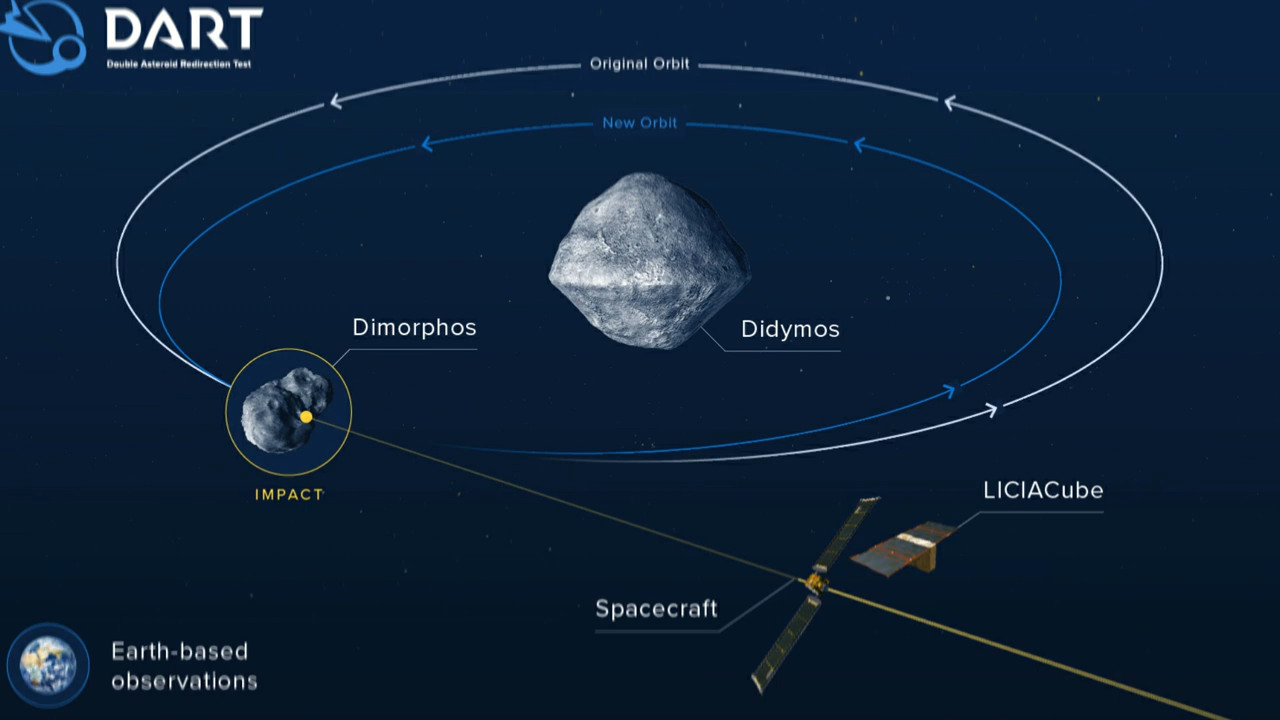 DART
Double Asteroid Redirection Test
Original Orbit
New Orbit
Dimorphos
Didymos
IMPACT
LICIACube
Spacecraft
Earth-based
observations